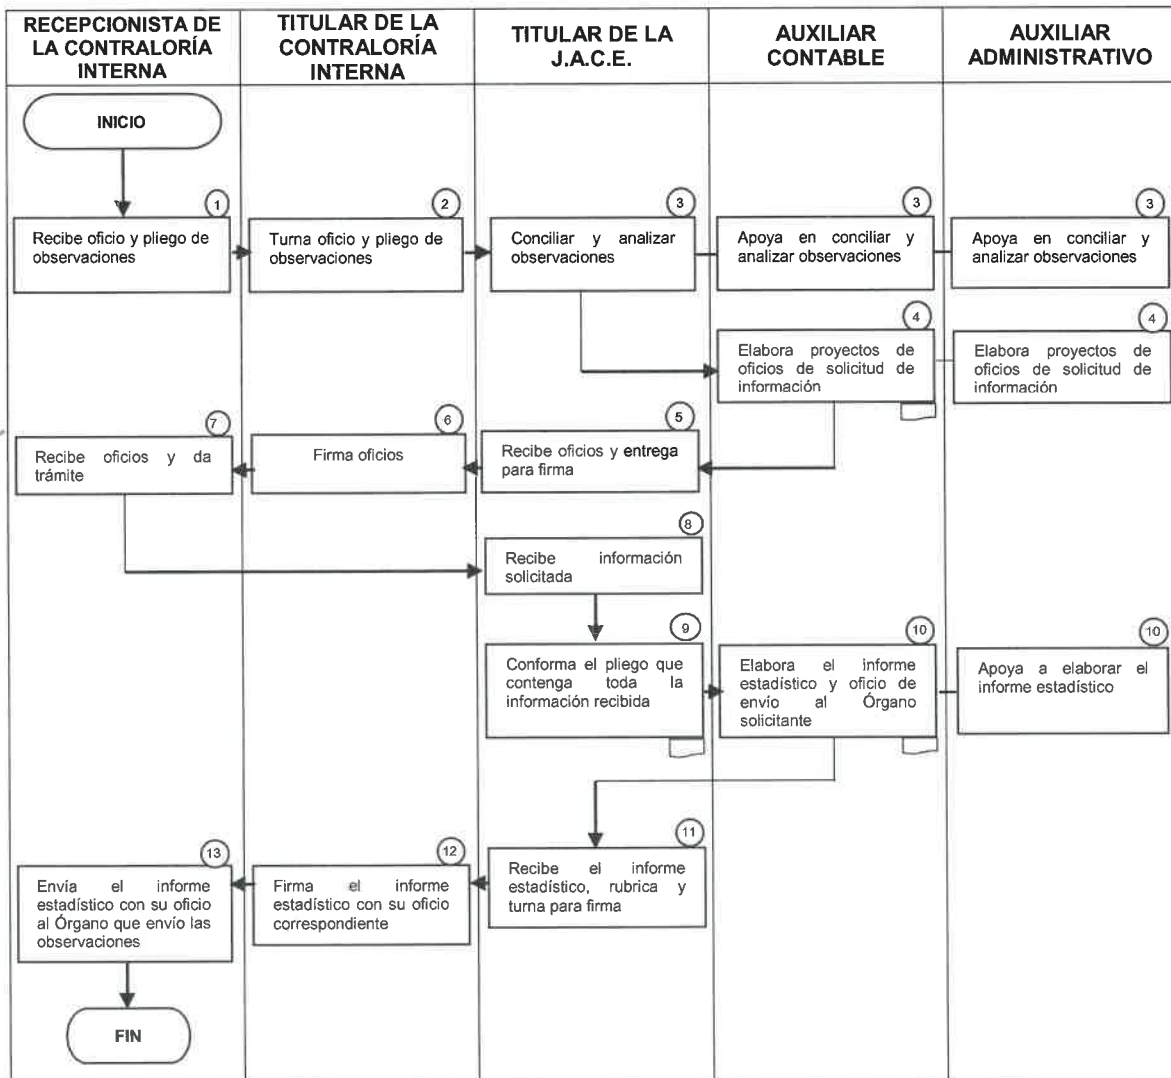 RECEPCIONISTA DE
LA CONTRALORÍA
INTERNA
TITULAR DE LA
CONTRALORÍA
INTERNA
TITULAR DE LA
J.A.C.E.
AUXILIAR
CONTABLE
AUXILIAR
ADMINISTRATIVO
INICIO
1
Recibe oficio y pliego de
observaciones
2
Turna oficio y pliego de
observaciones
3
Conciliar y analizar
observaciones
3
Apoya en conciliar y
analizar observaciones
3
Apoya en conciliar y
analizar observaciones
4
Elabora proyectos de
oficios de solicitud de
información
4
Elabora proyectos de
oficios de solicitud de
información
5
Recibe oficios y entrega
para firma
6
Firma oficios
7
Recibe oficios y da
trámite
8
Recibe información
solicitada
9
Conforma el pliego que
contenga toda la
información recibida
10
Elabora el informe
estadístico y oficio de
envío al Órgano
solicitante
10
Apoya a elaborar el
informe estadístico
11
Recibe el informe
estadístico, rubrica y
turna para firma
12
Firma el informe
estadístico con su oficio
correspondiente
13
Envía el informe
estadístico con su oficio
al Órgano que envío las
observaciones
FIN